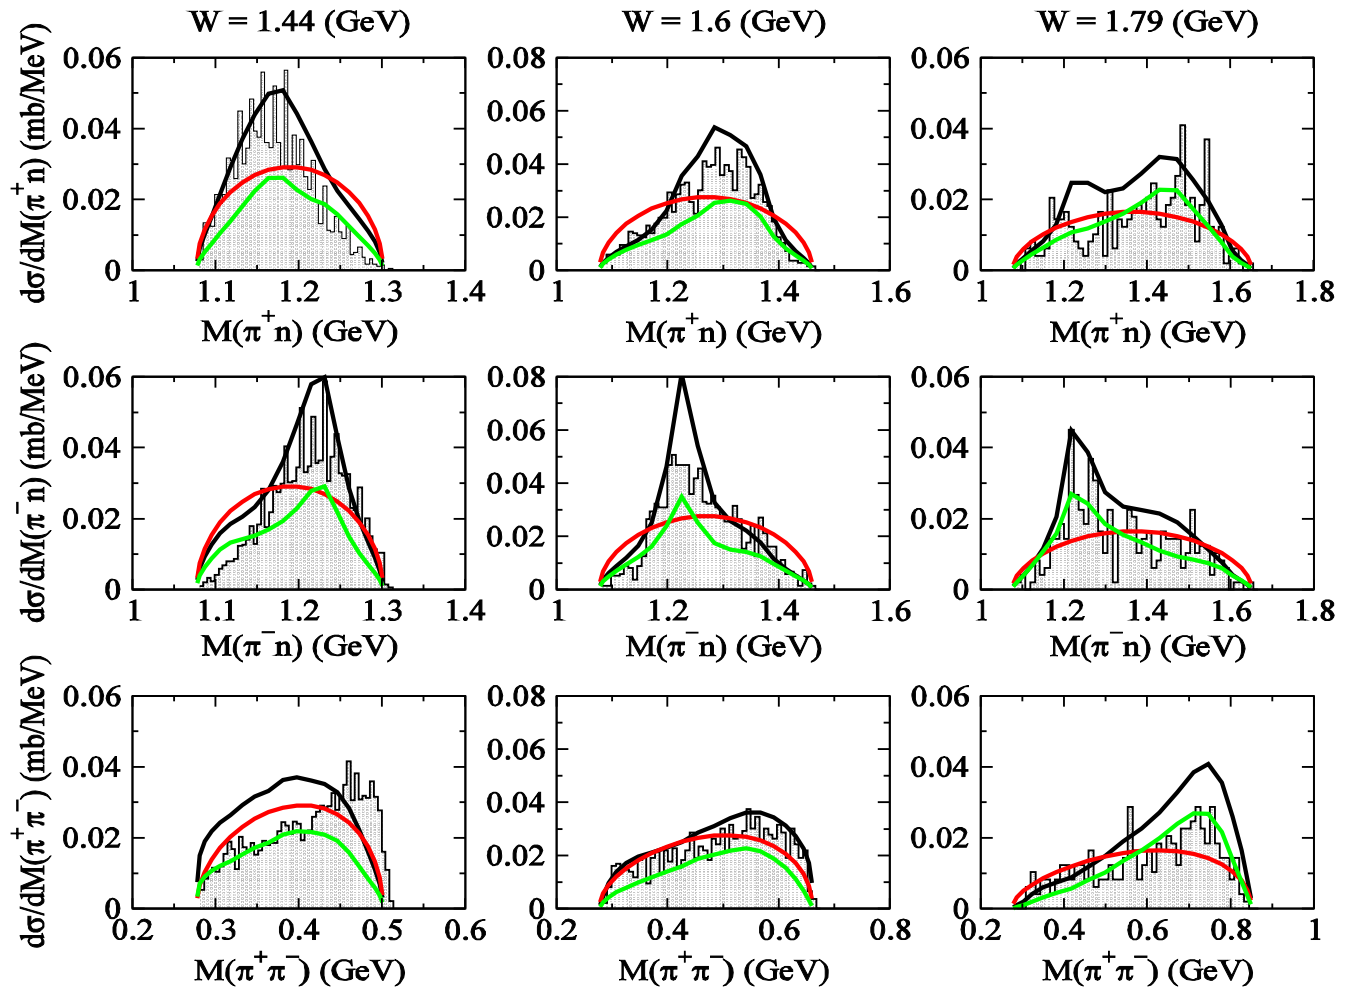 W = 1.44 (GeV) W = 1.6 (GeV) W = 1.79 (GeV)
dσ/dM(π⁺n) (mb/MeV)
0.06
0.04
0.02
0
1 1.1 1.2 1.3 1.4
M(π⁺n) (GeV)
0.08
0.06
0.04
0.02
0
1 1.2 1.4 1.6
M(π⁺n) (GeV)
0.06
0.04
0.02
0
1 1.2 1.4 1.6 1.8
M(π⁺n) (GeV)
dσ/dM(π⁻n) (mb/MeV)
0.06
0.04
0.02
0
1 1.1 1.2 1.3 1.4
M(π⁻n) (GeV)
0.08
0.06
0.04
0.02
0
1 1.2 1.4 1.6
M(π⁻n) (GeV)
0.06
0.04
0.02
0
1 1.2 1.4 1.6 1.8
M(π⁻n) (GeV)
dσ/dM(π⁺π⁻) (mb/MeV)
0.06
0.04
0.02
0
0.2 0.3 0.4 0.5 0.6
M(π⁺π⁻) (GeV)
0.08
0.06
0.04
0.02
0
0.2 0.4 0.6 0.8
M(π⁺π⁻) (GeV)
0.06
0.04
0.02
0
0.2 0.4 0.6 0.8 1
M(π⁺π⁻) (GeV)